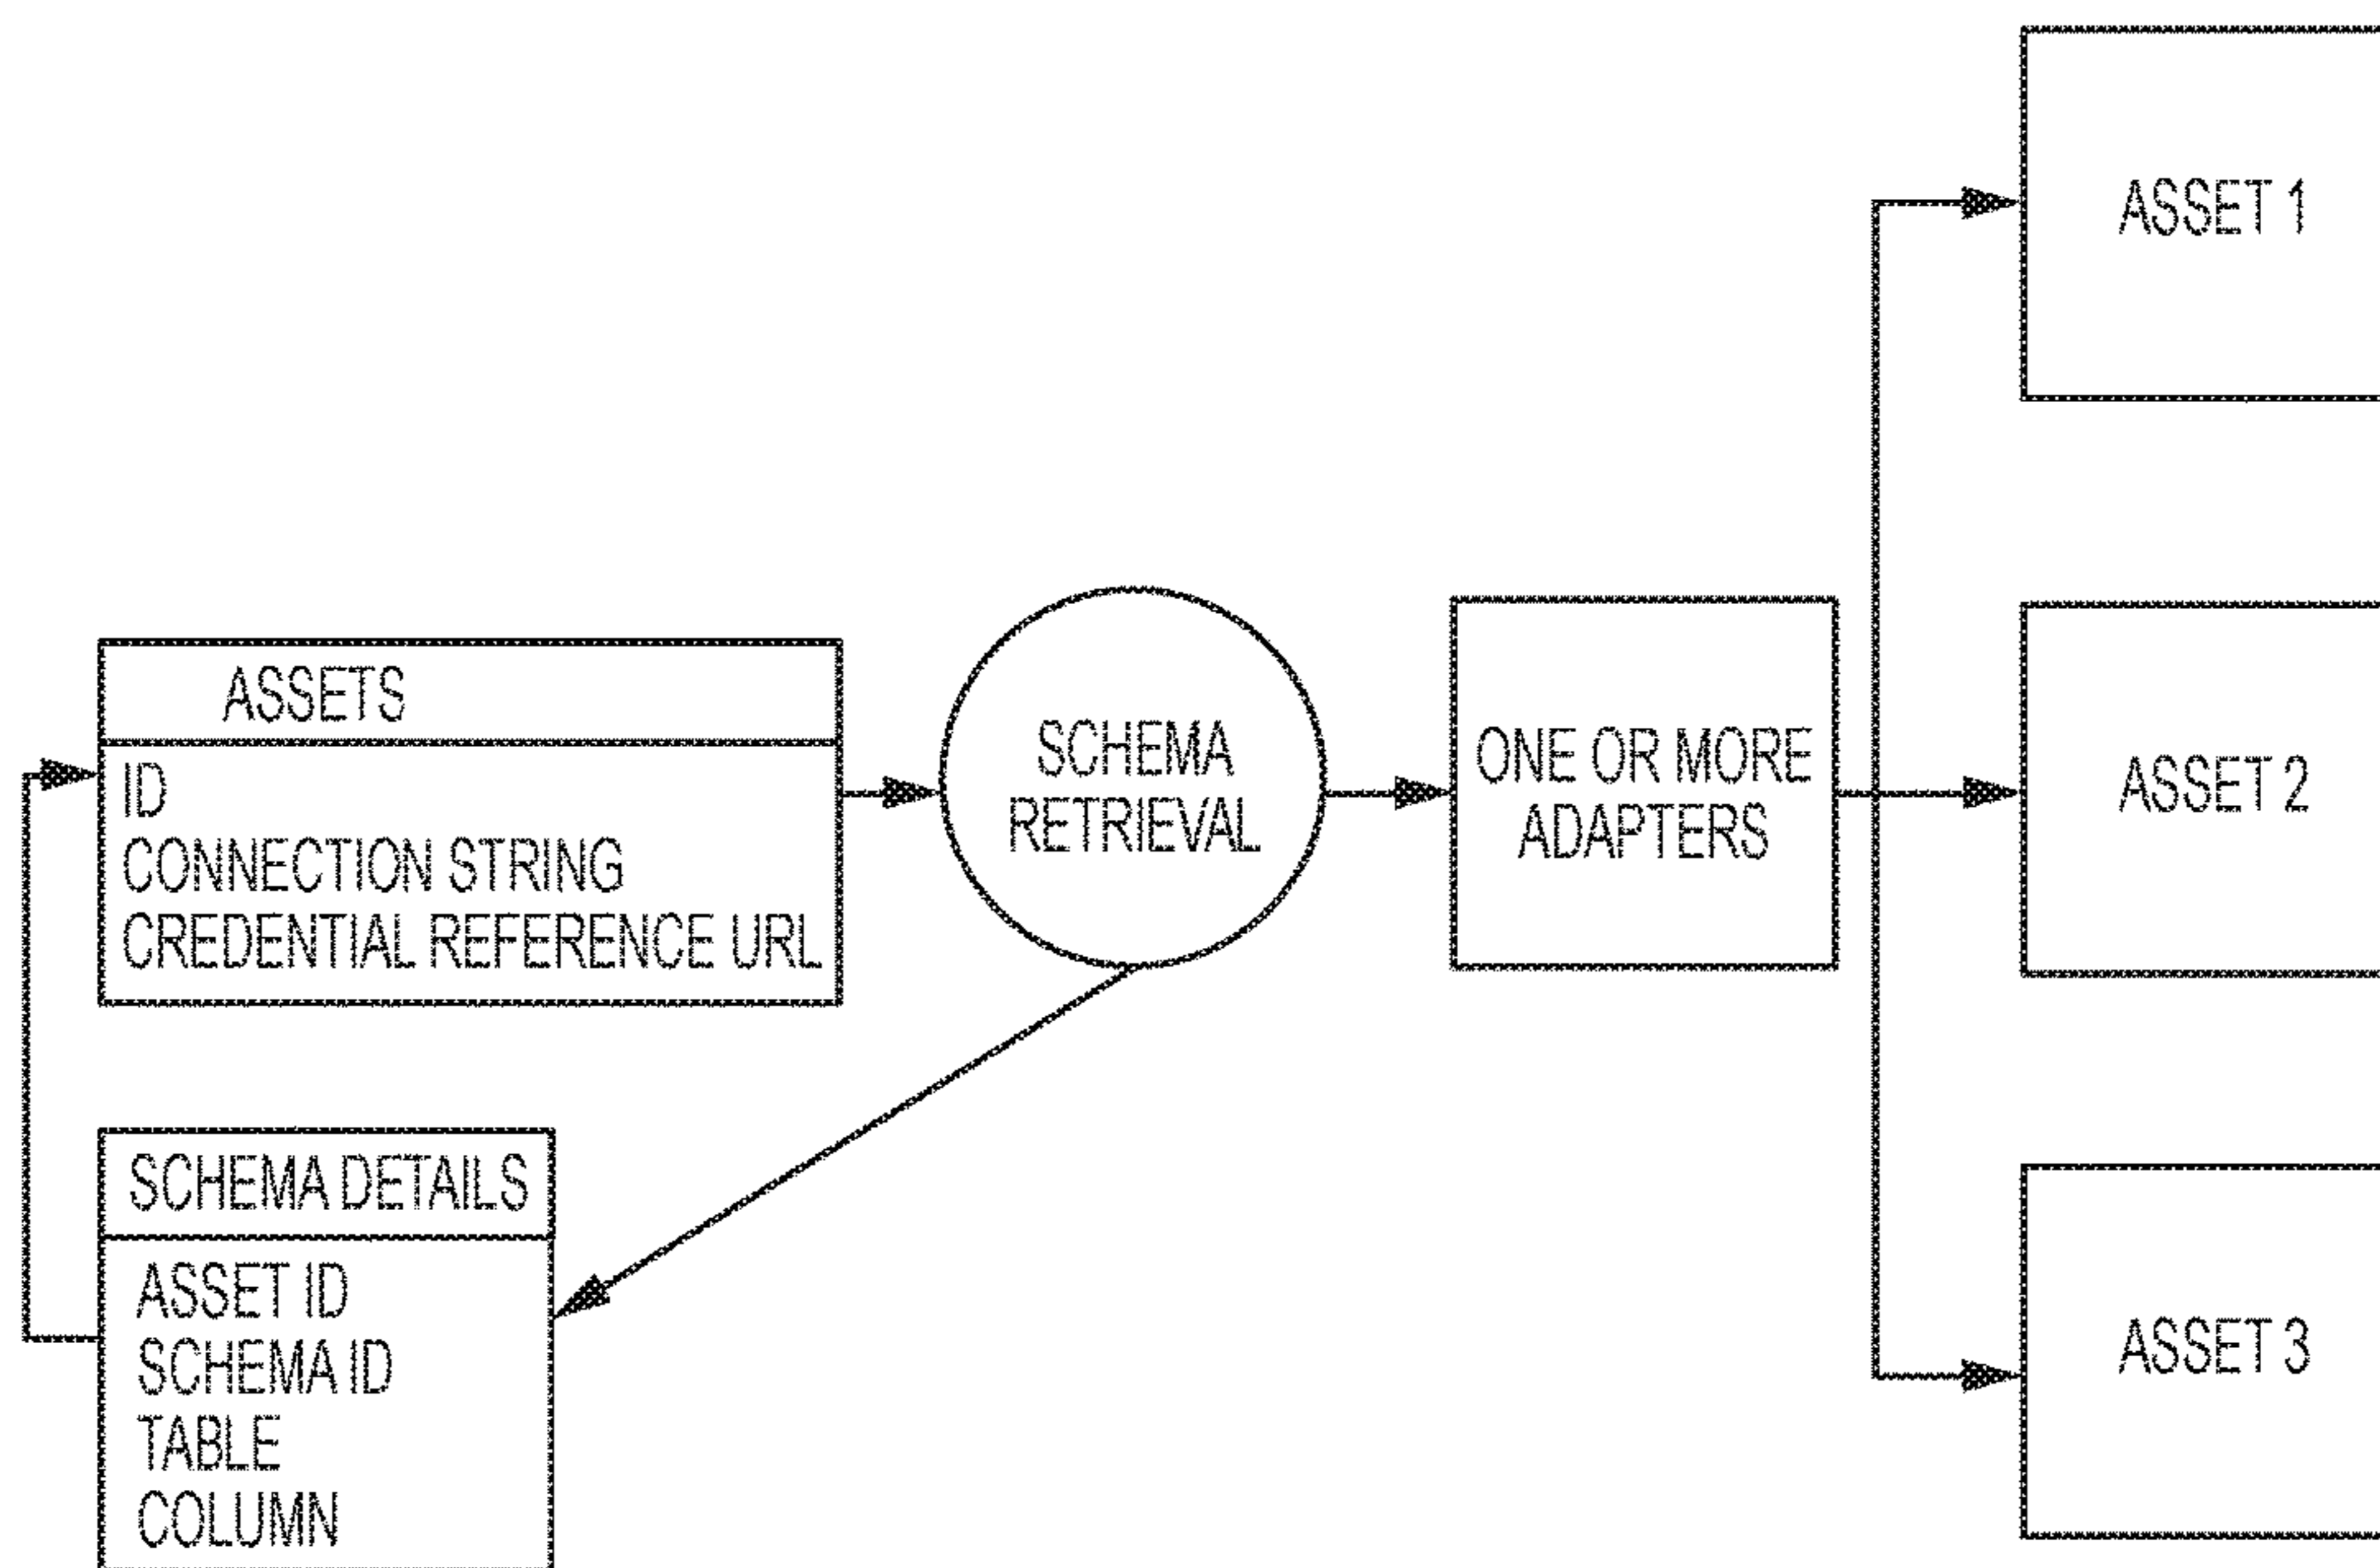 ASSETS
ID
CONNECTION STRING
CREDENTIAL REFERENCE URL
SCHEMA DETAILS
ASSET ID
SCHEMA ID
TABLE
COLUMN
SCHEMA
RETRIEVAL
ONE OR MORE
ADAPTERS
ASSET 1
ASSET 2
ASSET 3